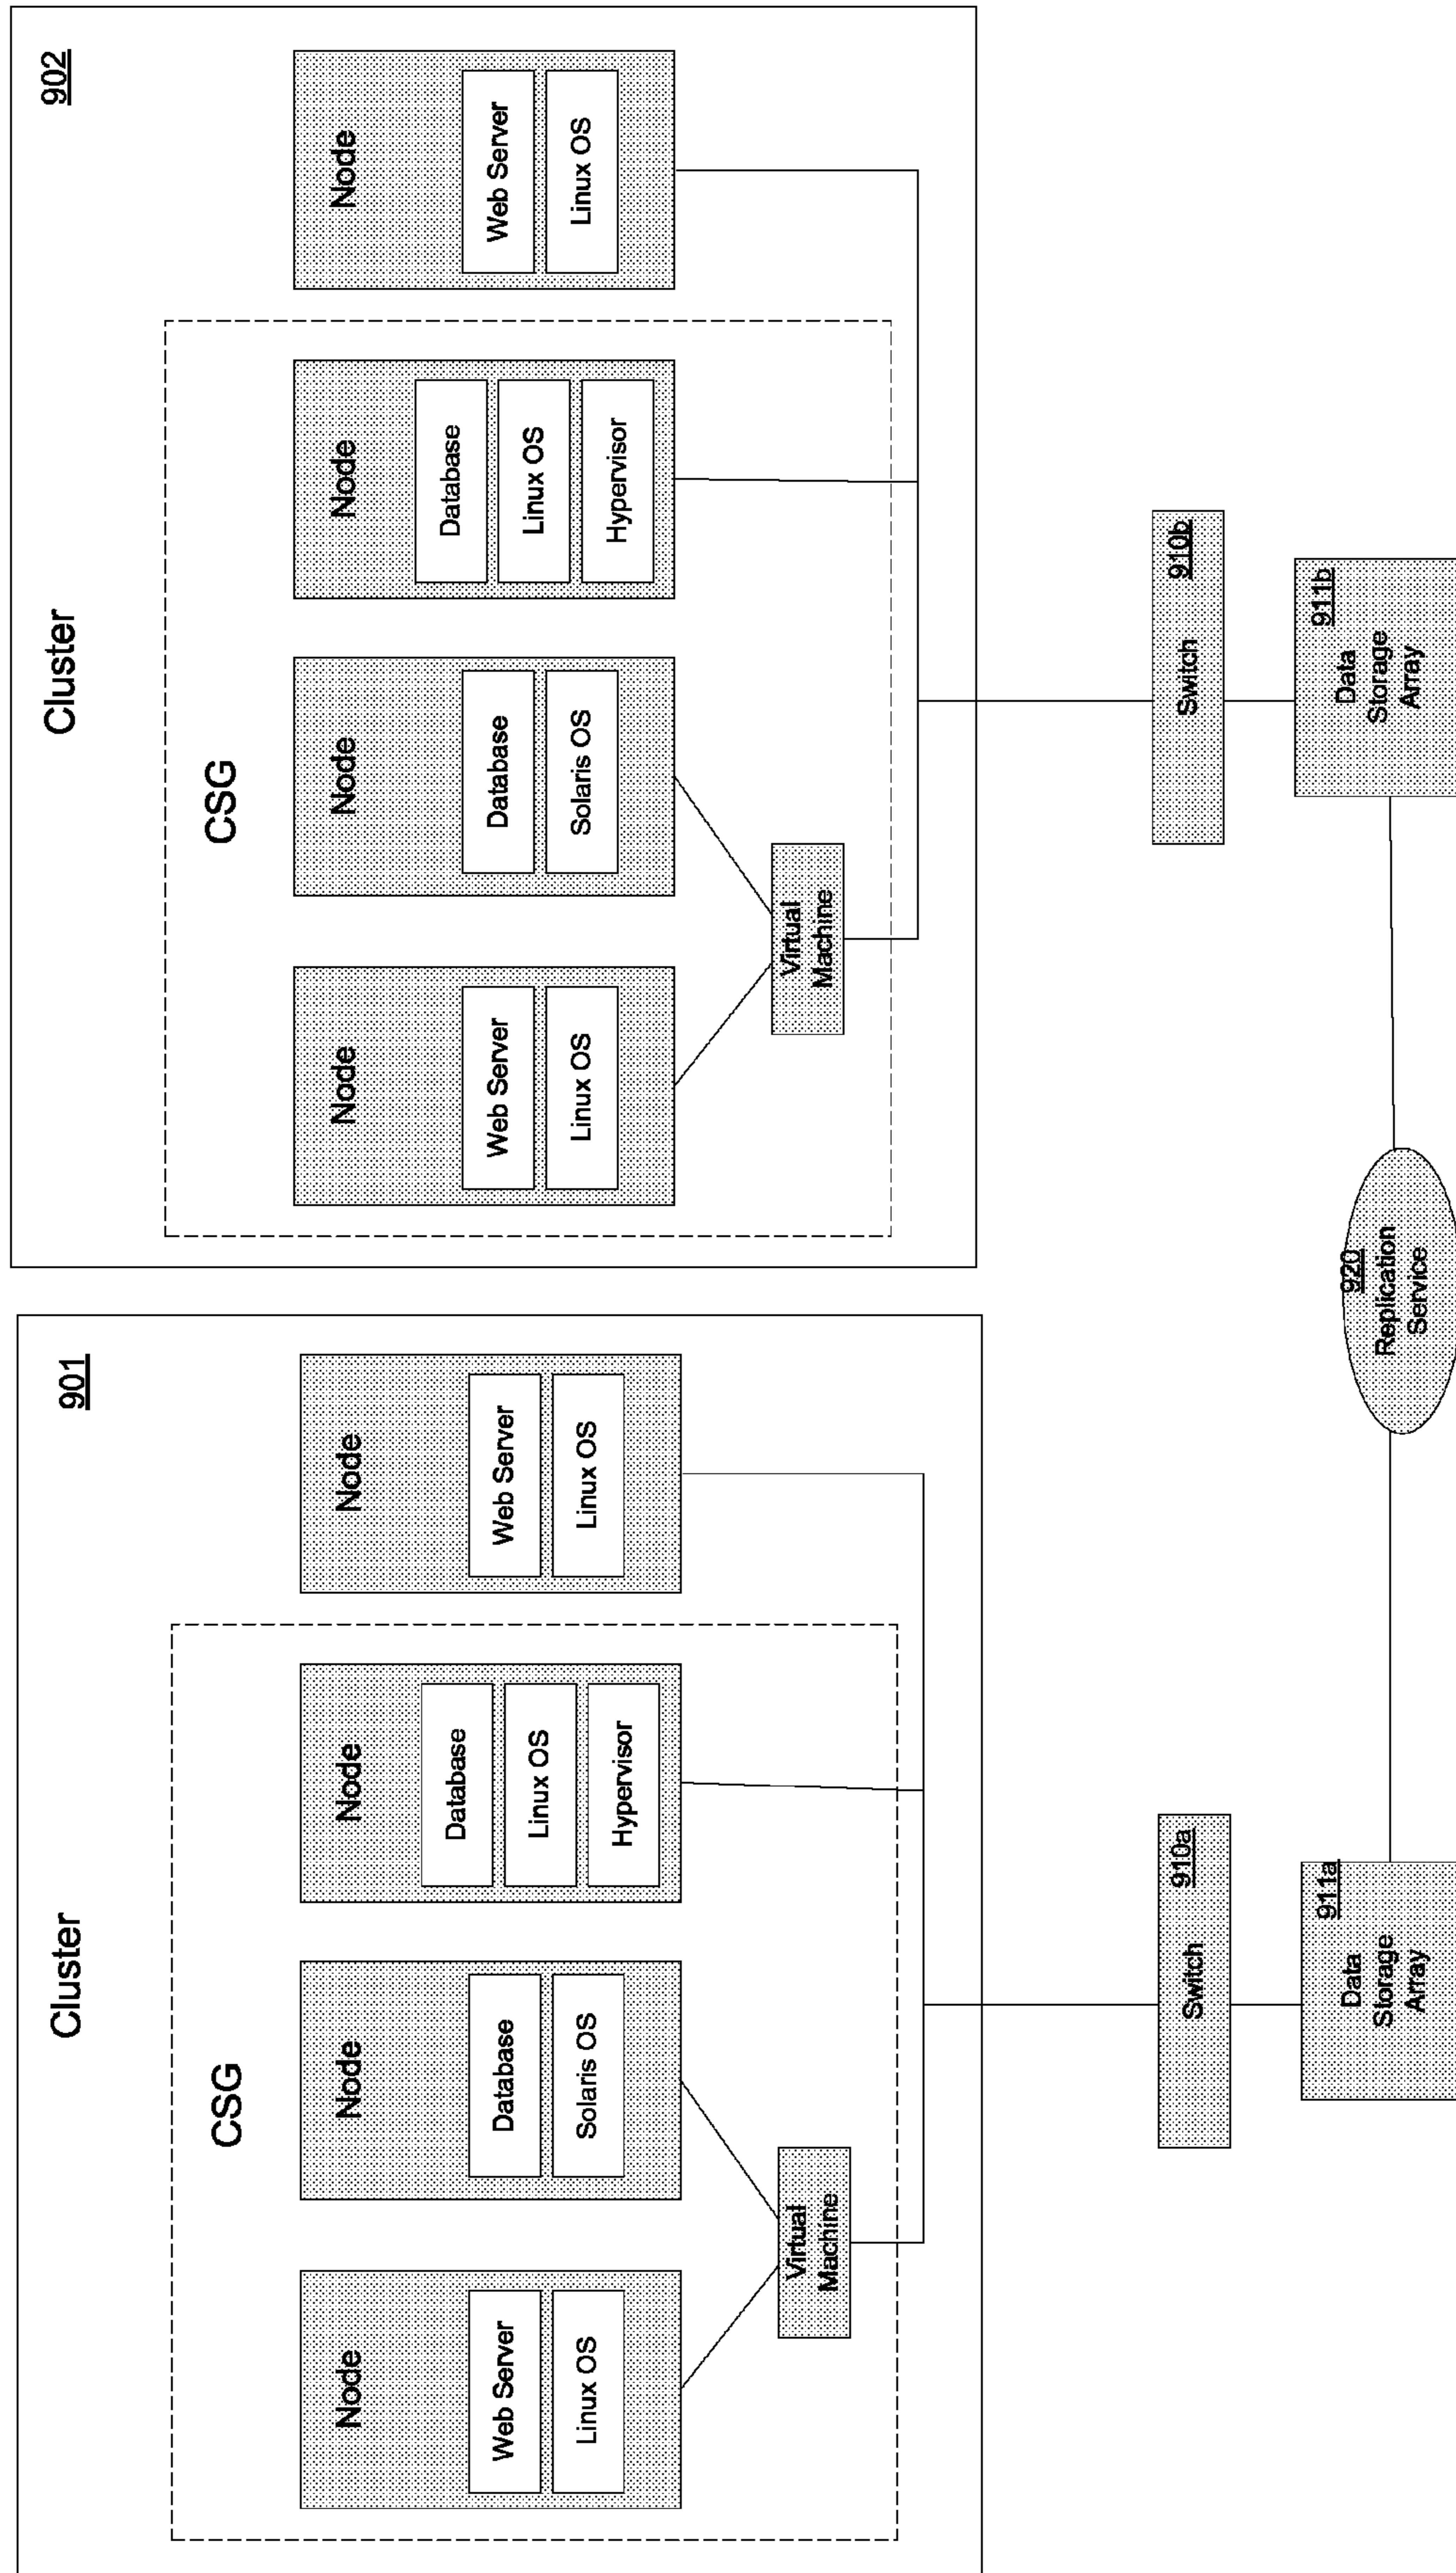 Cluster
901
CSG
Node
Web Server
Linux OS
Node
Database
Solaris OS
Node
Database
Linux OS
Hypervisor
Node
Web Server
Linux OS
Virtual
Machine
Switch
910a
911a
Data
Storage
Array
Cluster
902
CSG
Node
Web Server
Linux OS
Node
Database
Solaris OS
Node
Database
Linux OS
Hypervisor
Node
Web Server
Linux OS
Virtual
Machine
Switch
910b
911b
Data
Storage
Array
920
Replication
Service